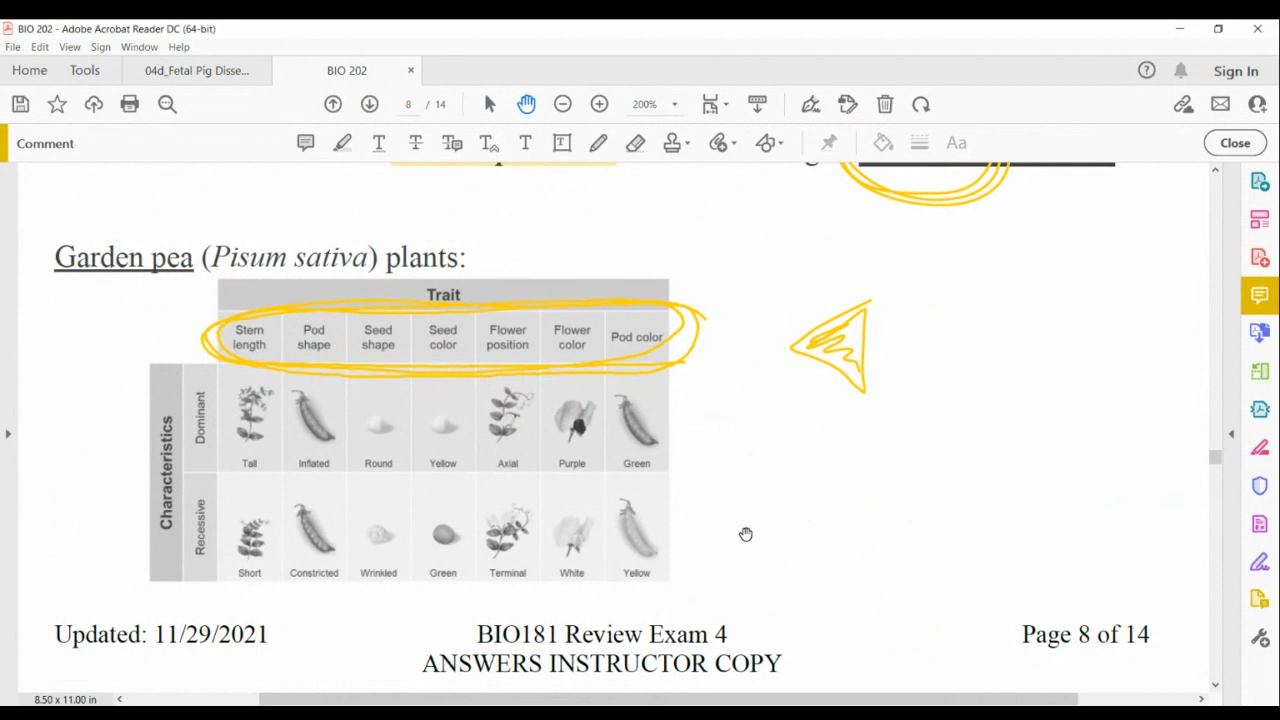 BIO 202 - Adobe Acrobat Reader DC (64-bit)
File Edit View Sign Window Help
Home Tools 04d_Fetal Pig Disse... BIO 202 × Sign In
8 / 14 200%
Comment Close
Garden pea (Pisum sativa) plants:
Trait
Stem length Pod shape Seed shape Seed color Flower position Flower color Pod color
Characteristics
Dominant
Tall Inflated Round Yellow Axial Purple Green
Recessive
Short Constricted Wrinkled Green Terminal White Yellow
Updated: 11/29/2021 BIO181 Review Exam 4 Page 8 of 14
ANSWERS INSTRUCTOR COPY
8.50 x 11.00 in